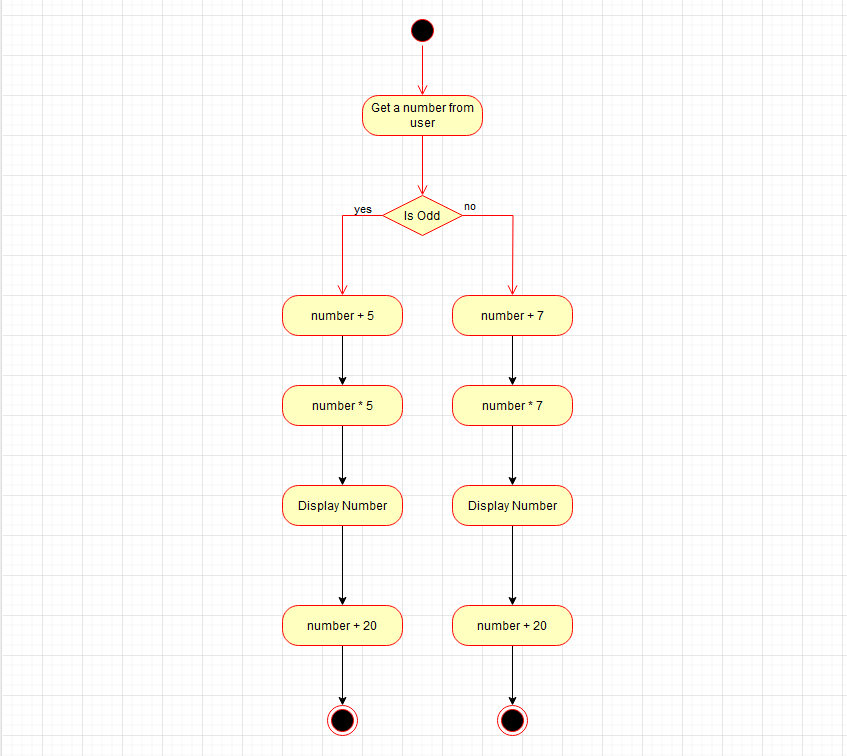 Get a number from
user
yes
no
Is Odd
number + 5
number + 7
number * 5
number * 7
Display Number
Display Number
number + 20
number + 20